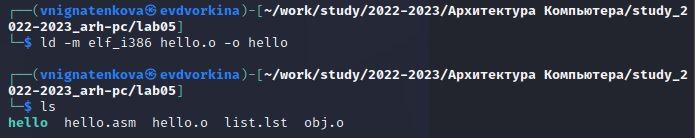 ┌──(vnignatenkova㉿evdvorkina)-[~/work/study/2022-2023/Архитектура Компьютера/study_2
022-2023_arh-pc/lab05]
└─$ ld -m elf_i386 hello.o -o hello
┌──(vnignatenkova㉿evdvorkina)-[~/work/study/2022-2023/Архитектура Компьютера/study_2
022-2023_arh-pc/lab05]
└─$ ls
hello  hello.asm  hello.o  list.lst  obj.o